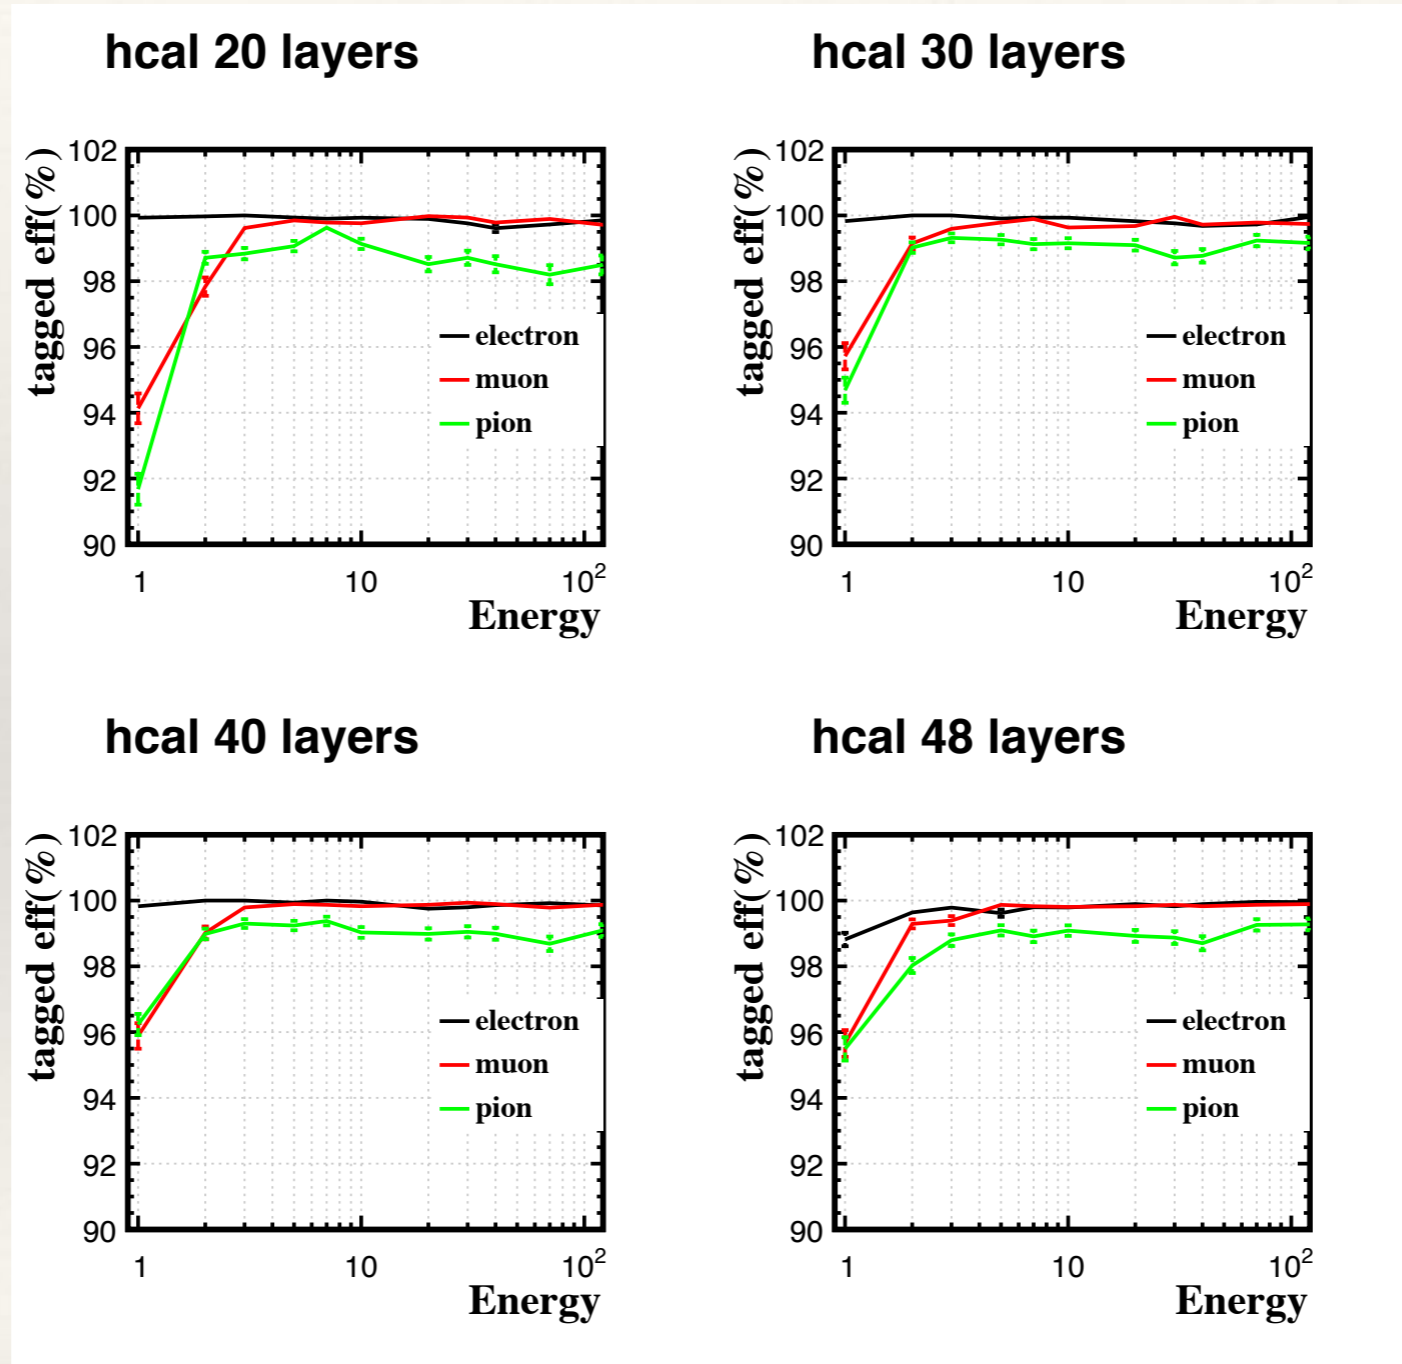 hcal 20 layers
tagged eff(%)
102
100
98
96
94
92
90
electron
muon
pion
1
10
10²
Energy
hcal 30 layers
tagged eff(%)
102
100
98
96
94
92
90
electron
muon
pion
1
10
10²
Energy
hcal 40 layers
tagged eff(%)
102
100
98
96
94
92
90
electron
muon
pion
1
10
10²
Energy
hcal 48 layers
tagged eff(%)
102
100
98
96
94
92
90
electron
muon
pion
1
10
10²
Energy